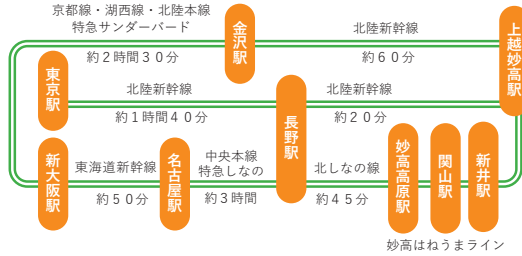 京都線・湖西線・北陸本線
特急サンダーバード
約２時間３０分
金沢駅
北陸新幹線
約６０分
上越妙高駅
東京駅
北陸新幹線
約１時間４０分
長野駅
北陸新幹線
約２０分
新大阪駅
東海道新幹線
約５０分
名古屋駅
中央本線
特急しなの
約３時間
北しなの線
約４５分
妙高高原駅
関山駅
新井駅
妙高はねうまライン